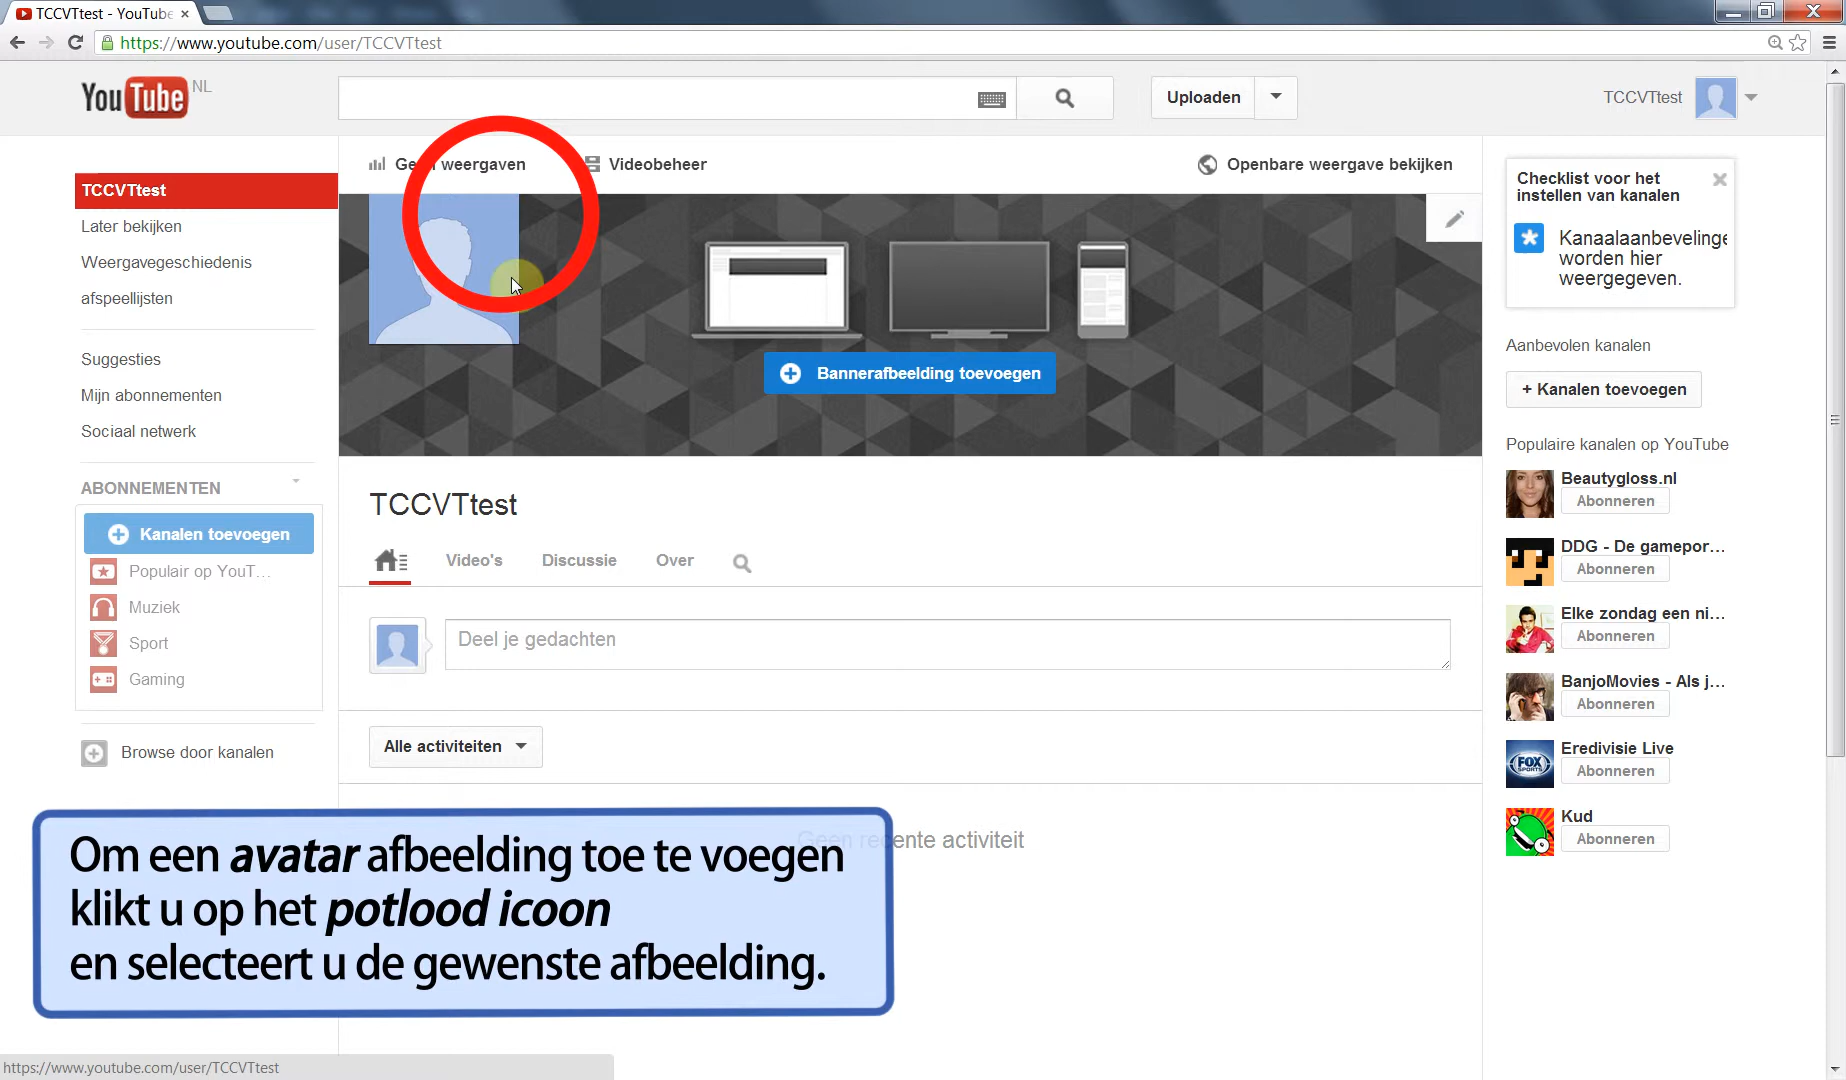 TCCVTtest - YouTube
https://www.youtube.com/user/TCCVTtest
YouTube NL
Uploaden
TCCVTtest
TCCVTtest
Later bekijken
Weergavegeschiedenis
afspeellijsten
Suggesties
Mijn abonnementen
Sociaal netwerk
ABONNEMENTEN
Kanalen toevoegen
Populair op YouT...
Muziek
Sport
Gaming
Browse door kanalen
weergaven
Videobeheer
Openbare weergave bekijken
Bannerafbeelding toevoegen
TCCVTtest
Video's
Discussie
Over
Deel je gedachten
Alle activiteiten
Geen recente activiteit
Checklist voor het
instellen van kanalen
Kanaalaanbevelinge
worden hier
weergegeven.
Aanbevolen kanalen
+ Kanalen toevoegen
Populaire kanalen op YouTube
Beautygloss.nl
Abonneren
DDG - De gamepor...
Abonneren
Elke zondag een ni...
Abonneren
BanjoMovies - Als j...
Abonneren
FOX
SPORTS
Eredivisie Live
Abonneren
Kud
Abonneren
Om een avatar afbeelding toe te voegen
klikt u op het potlood icoon
en selecteert u de gewenste afbeelding.
https://www.youtube.com/user/TCCVTtest